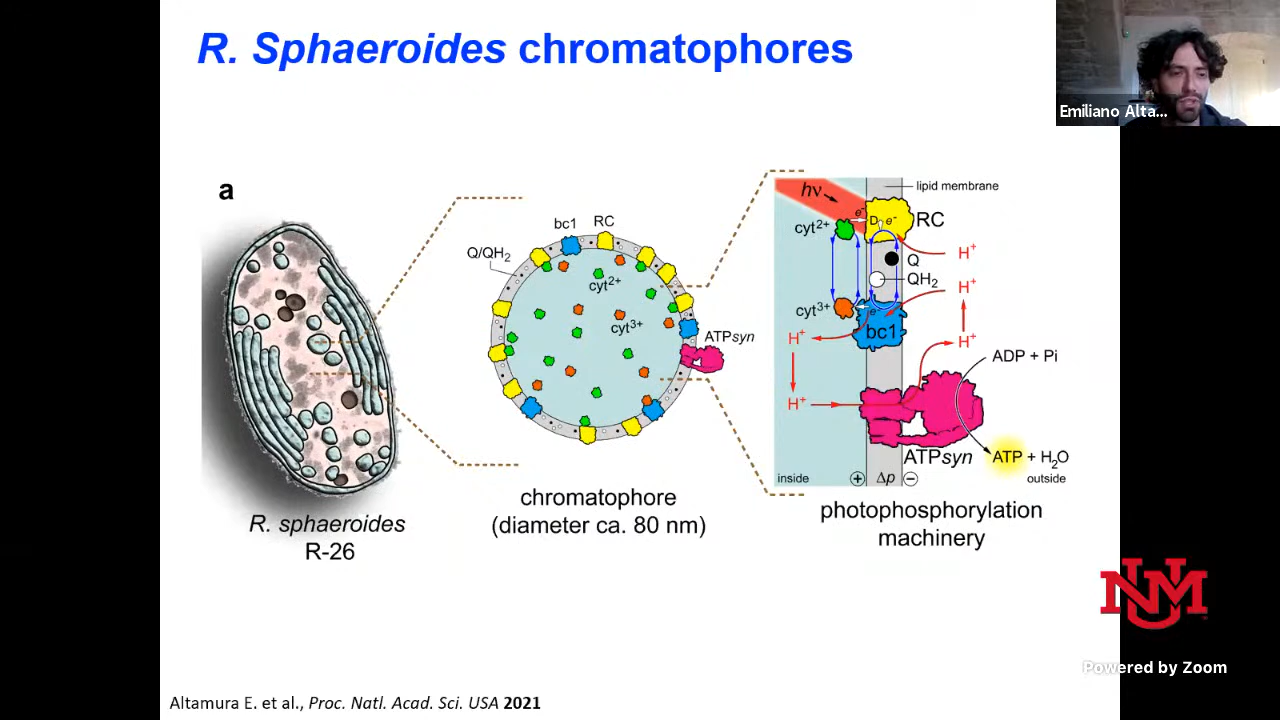 R. Sphaeroides chromatophores
Emiliano Alta...
a
bc1
RC
Q/QH2
cyt2+
cyt3+
ATPsyn
R. sphaeroides
R-26
chromatophore
(diameter ca. 80 nm)
hν
lipid membrane
e-
D
e-
RC
cyt2+
H+
Q
QH2
H+
cyt3+
e-
bc1
H+
H+
ADP + Pi
H+
ATPsyn
ATP + H2O
inside
+
Δp
−
outside
photophosphorylation
machinery
UNM
Powered by Zoom
Altamura E. et al., Proc. Natl. Acad. Sci. USA 2021